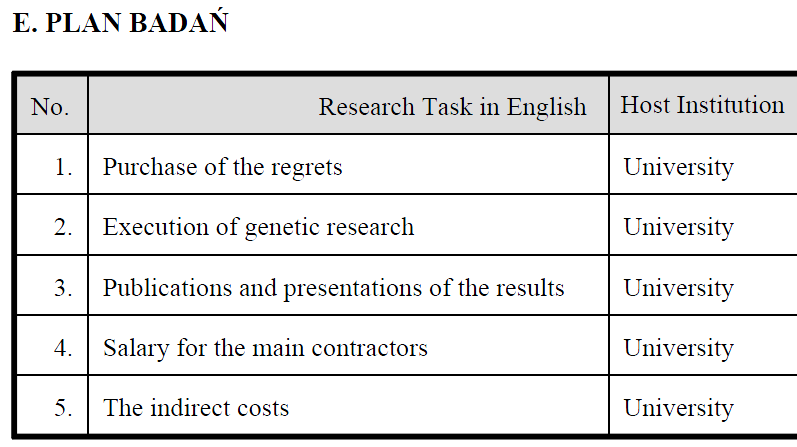 E. PLAN BADAŃ
No. Research Task in English Host Institution
1. Purchase of the regrets University
2. Execution of genetic research University
3. Publications and presentations of the results University
4. Salary for the main contractors University
5. The indirect costs University